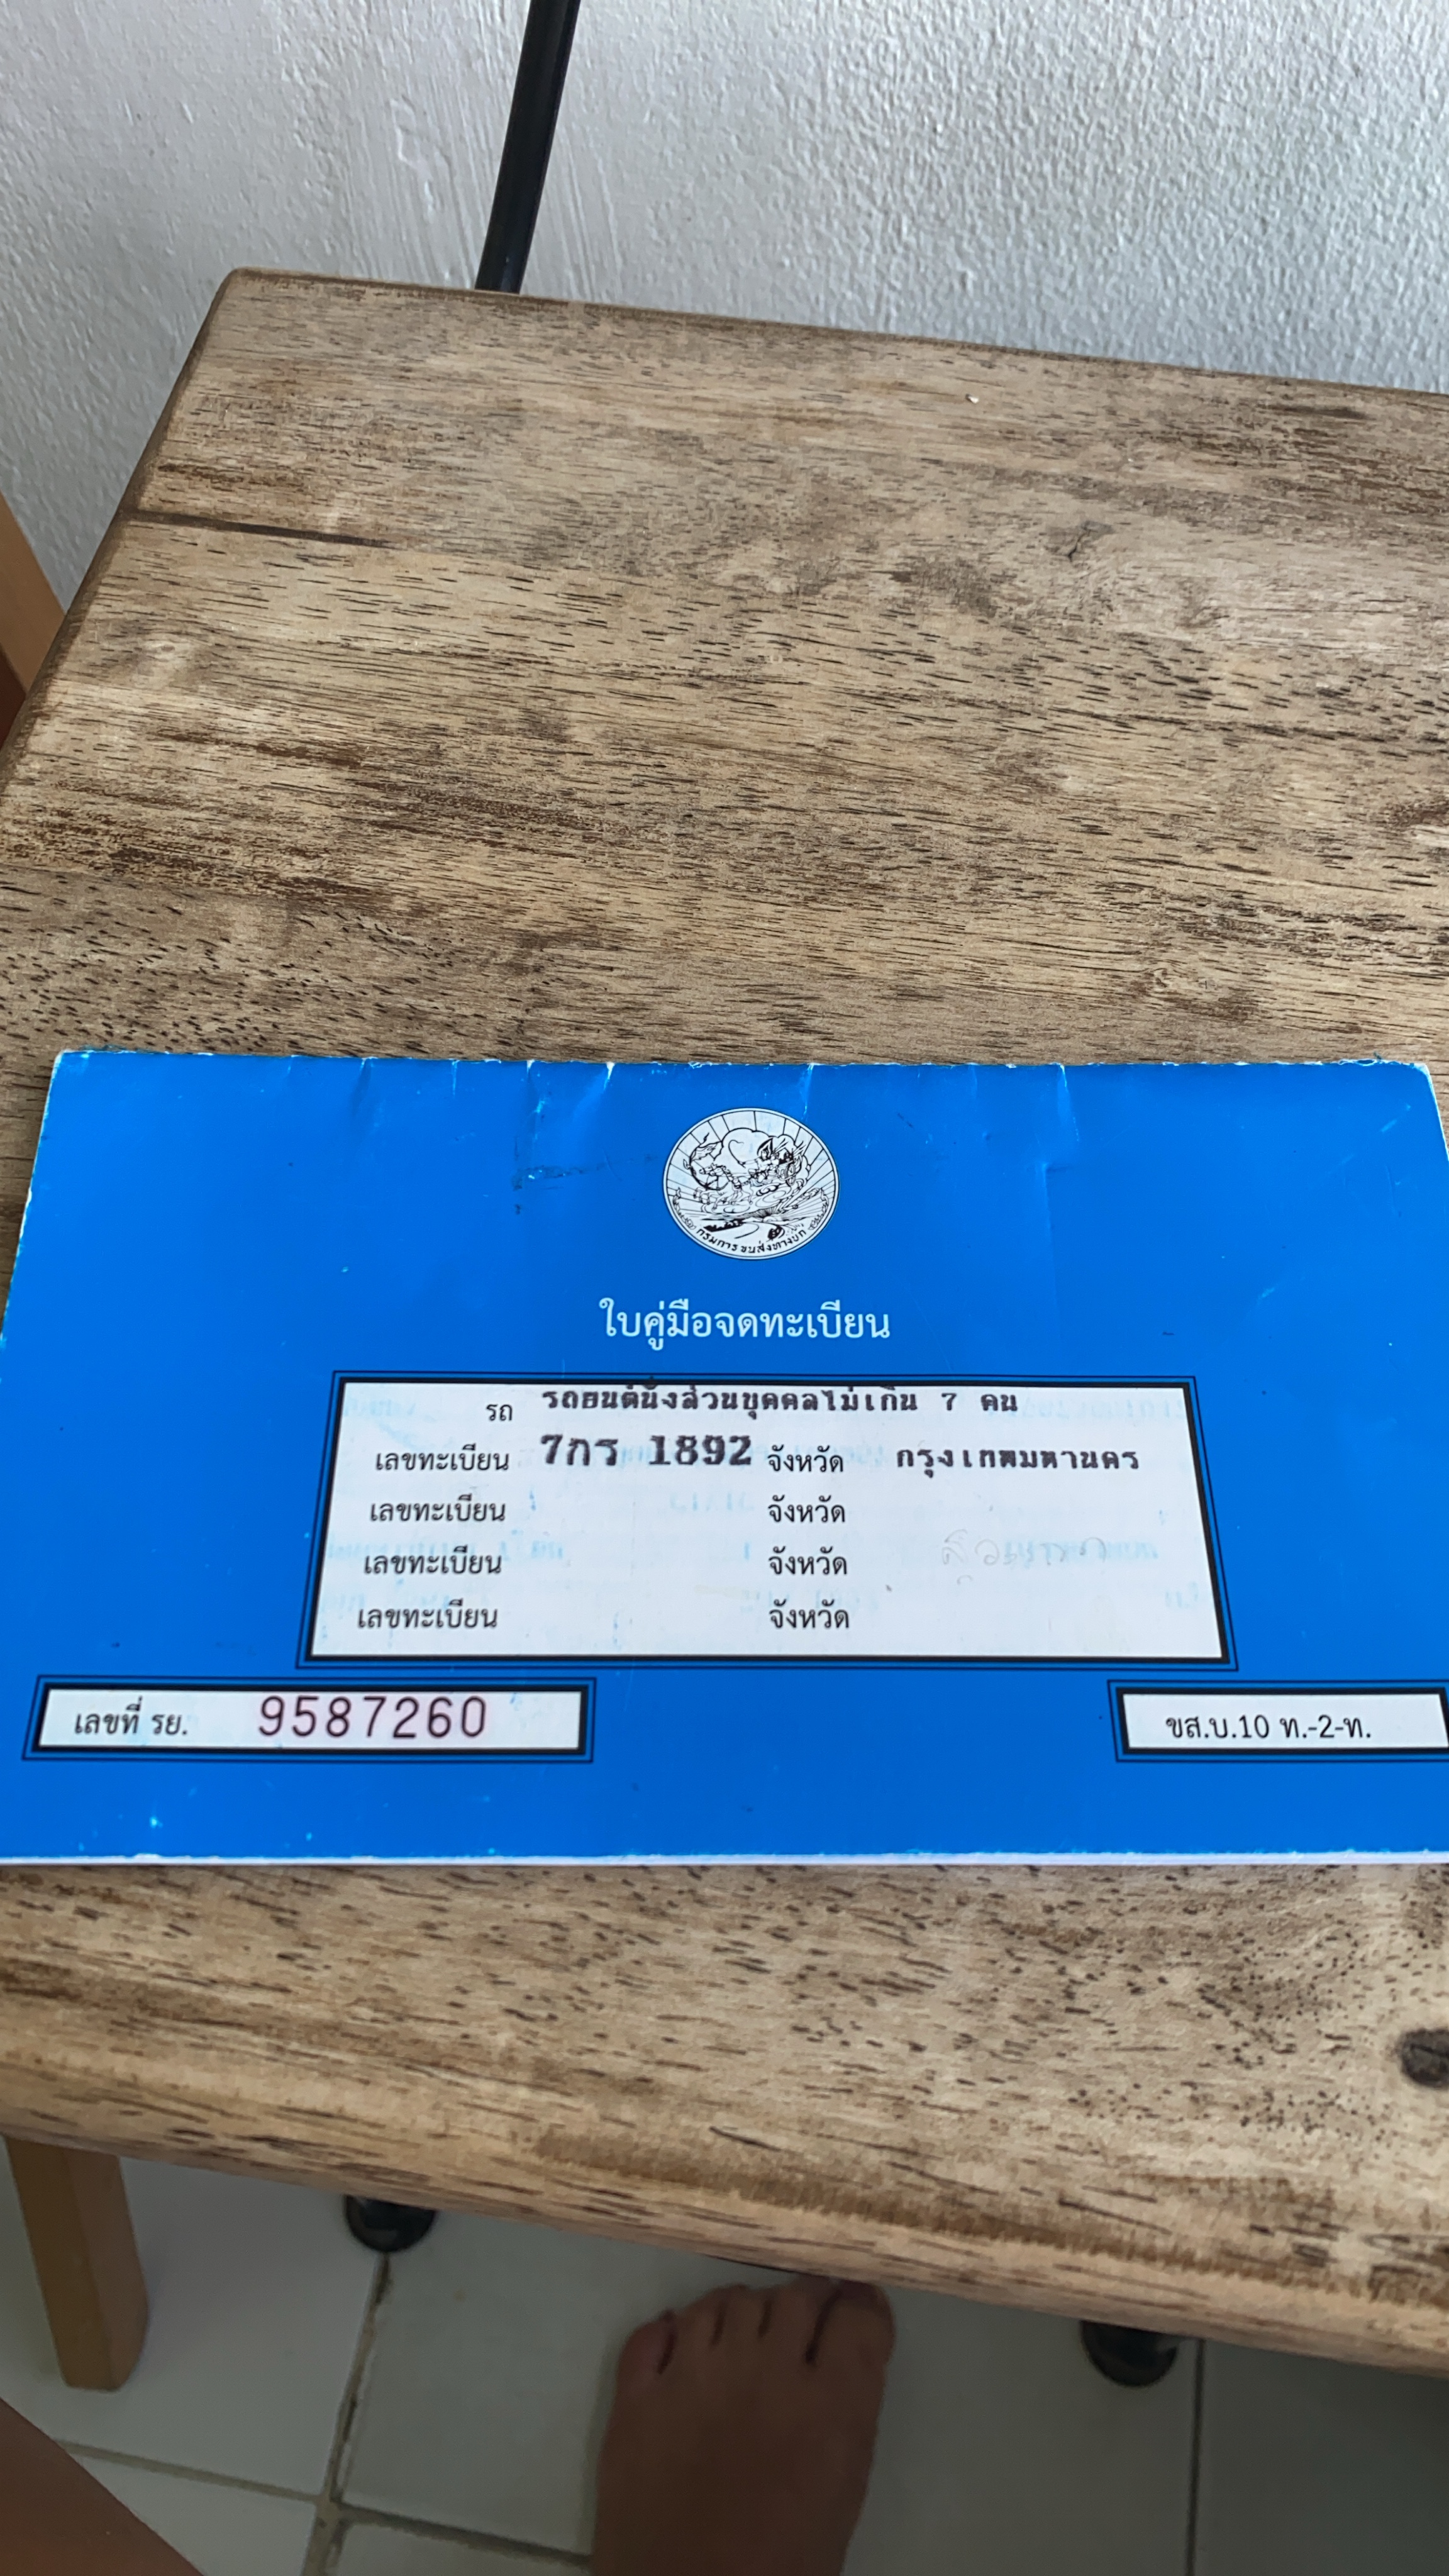 กรมการขนส่งทางบก
ใบคู่มือจดทะเบียน
รถ รถยนต์นั่งส่วนบุคคลไม่เกิน 7 คน
เลขทะเบียน 7กร 1892 จังหวัด กรุงเทพมหานคร
เลขทะเบียน จังหวัด
เลขทะเบียน จังหวัด
เลขทะเบียน จังหวัด
เลขที่ รย. 9587260
ขส.บ.10 ท.-2-ท.